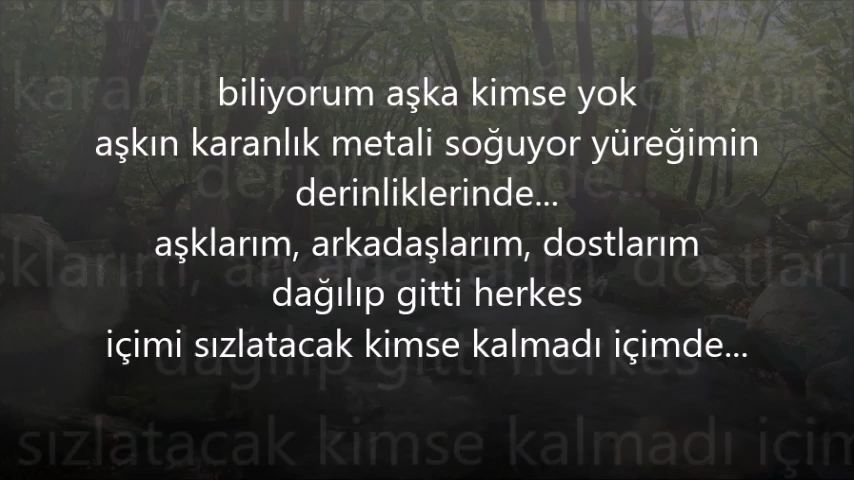 biliyorum aşka kimse yok
aşkın karanlık metali soğuyor yüreğimin
derinliklerinde...
aşklarım, arkadaşlarım, dostlarım
dağılıp gitti herkes
içimi sızlatacak kimse kalmadı içimde...